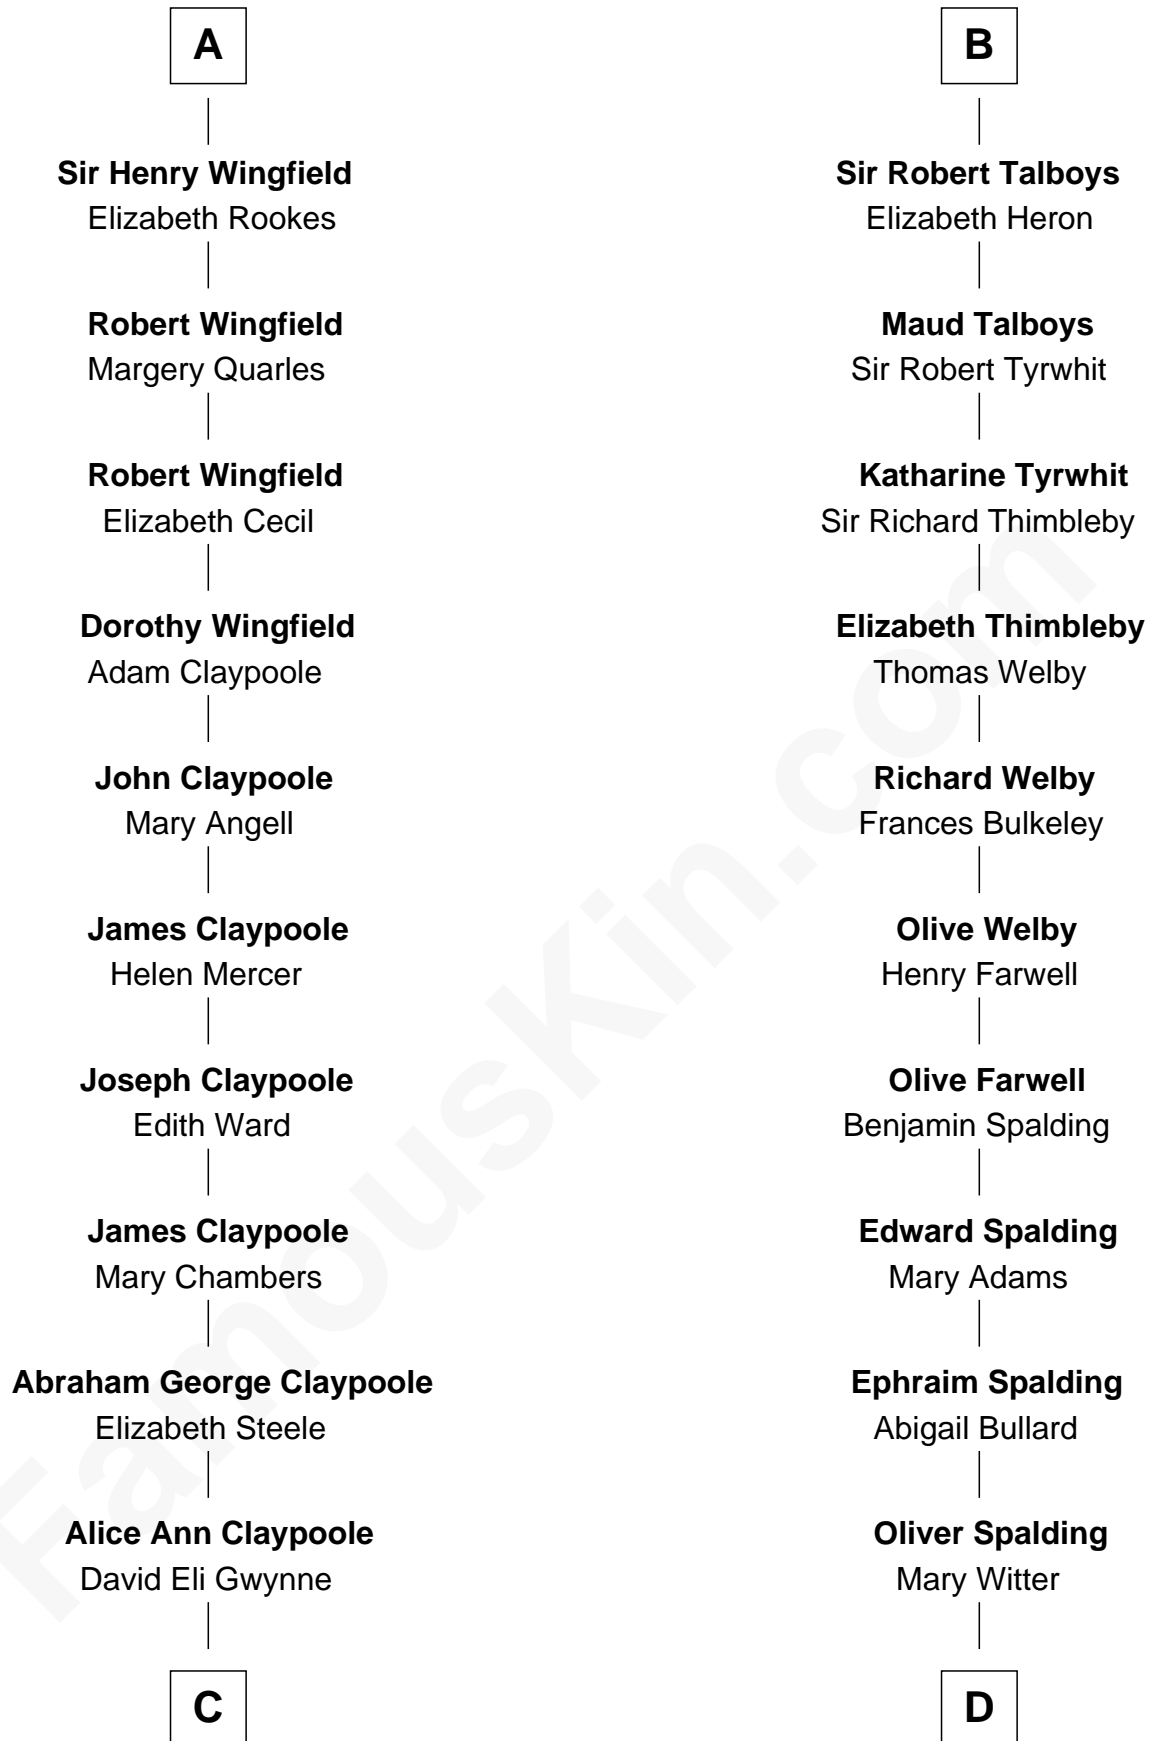 A
Sir Henry Wingfield
Elizabeth Rookes
Robert Wingfield
Margery Quarles
Robert Wingfield
Elizabeth Cecil
Dorothy Wingfield
Adam Claypoole
John Claypoole
Mary Angell
James Claypoole
Helen Mercer
Joseph Claypoole
Edith Ward
James Claypoole
Mary Chambers
Abraham George Claypoole
Elizabeth Steele
Alice Ann Claypoole
David Eli Gwynne
C
B
Sir Robert Talboys
Elizabeth Heron
Maud Talboys
Sir Robert Tyrwhit
Katharine Tyrwhit
Sir Richard Thimbleby
Elizabeth Thimbleby
Thomas Welby
Richard Welby
Frances Bulkeley
Olive Welby
Henry Farwell
Olive Farwell
Benjamin Spalding
Edward Spalding
Mary Adams
Ephraim Spalding
Abigail Bullard
Oliver Spalding
Mary Witter
D
FamousKin.com